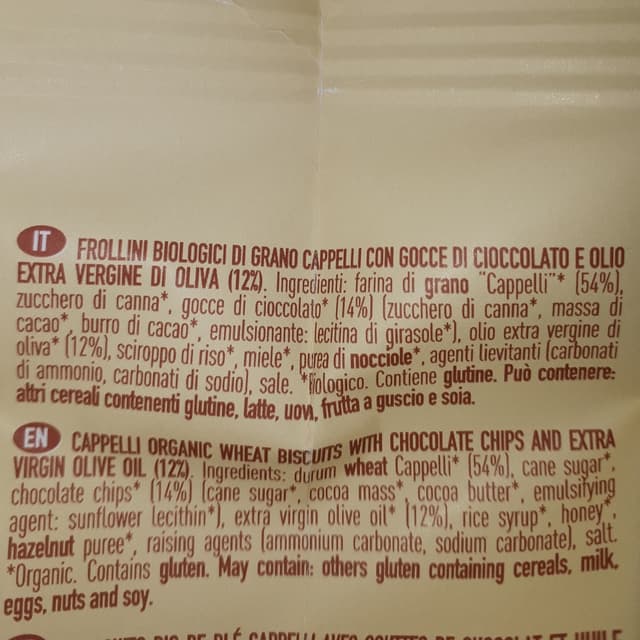 IT FROLLINI BIOLOGICI DI GRANO CAPPELLI CON GOCCE DI CIOCCOLATO E OLIO
EXTRA VERGINE DI OLIVA (12%). Ingredienti: farina di grano "Cappelli"* (54%),
zucchero di canna*, gocce di cioccolato* (14%) (zucchero di canna*, massa di
cacao*, burro di cacao*, emulsionante: lecitina di girasole*), olio extra vergine di
oliva* (12%), sciroppo di riso*, miele*, purea di nocciole*, agenti lievitanti (carbonati
di ammonio, carbonati di sodio), sale. *Biologico. Contiene glutine. Può contenere:
altri cereali contenenti glutine, latte, uova, frutta a guscio e soia.
EN CAPPELLI ORGANIC WHEAT BISCUITS WITH CHOCOLATE CHIPS AND EXTRA
VIRGIN OLIVE OIL (12%). Ingredients: durum wheat Cappelli* (54%), cane sugar*,
chocolate chips* (14%) (cane sugar*, cocoa mass*, cocoa butter*, emulsifying
agent: sunflower lecithin*), extra virgin olive oil* (12%), rice syrup*, honey*,
hazelnut puree*, raising agents (ammonium carbonate, sodium carbonate), salt.
*Organic. Contains gluten. May contain: others gluten containing cereals, milk,
eggs, nuts and soy.